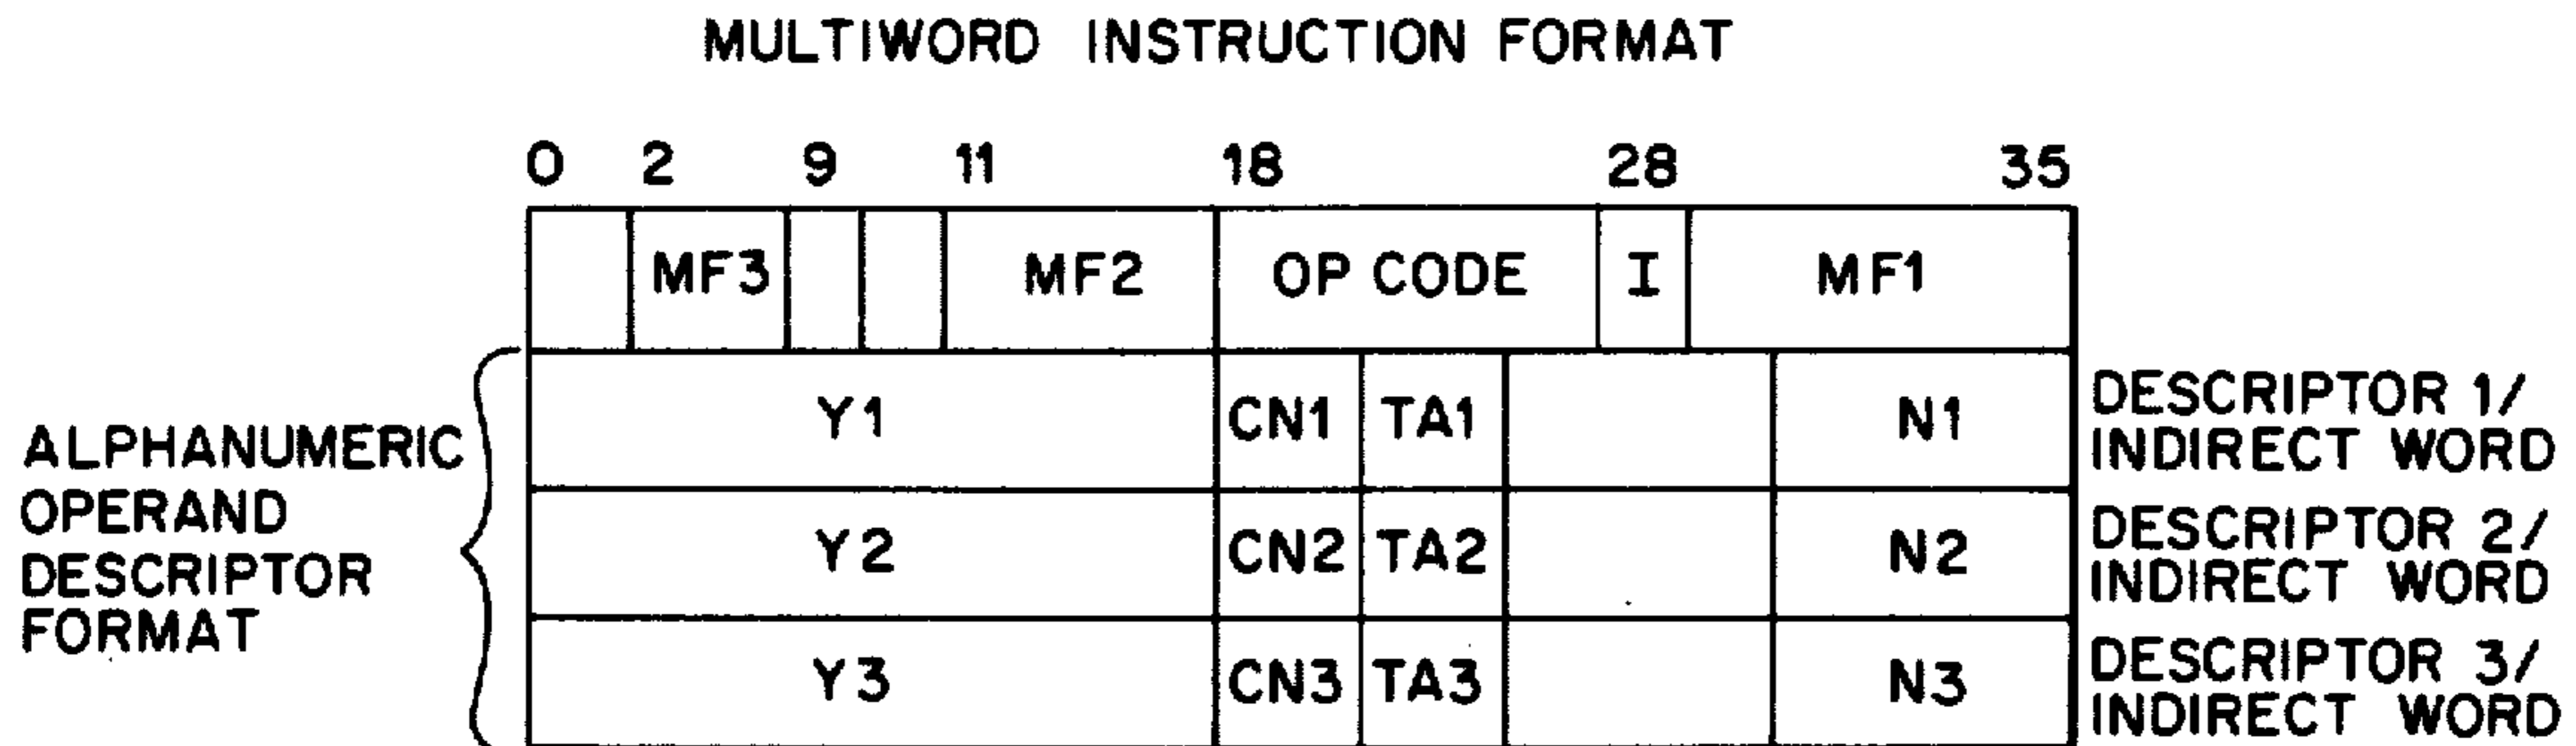 MULTIWORD INSTRUCTION FORMAT
0 2 9 11 18 28 35
MF3 MF2 OP CODE I MF1
ALPHANUMERIC
OPERAND
DESCRIPTOR
FORMAT
Y1 CN1 TA1 N1
DESCRIPTOR 1/
INDIRECT WORD
Y2 CN2 TA2 N2
DESCRIPTOR 2/
INDIRECT WORD
Y3 CN3 TA3 N3
DESCRIPTOR 3/
INDIRECT WORD